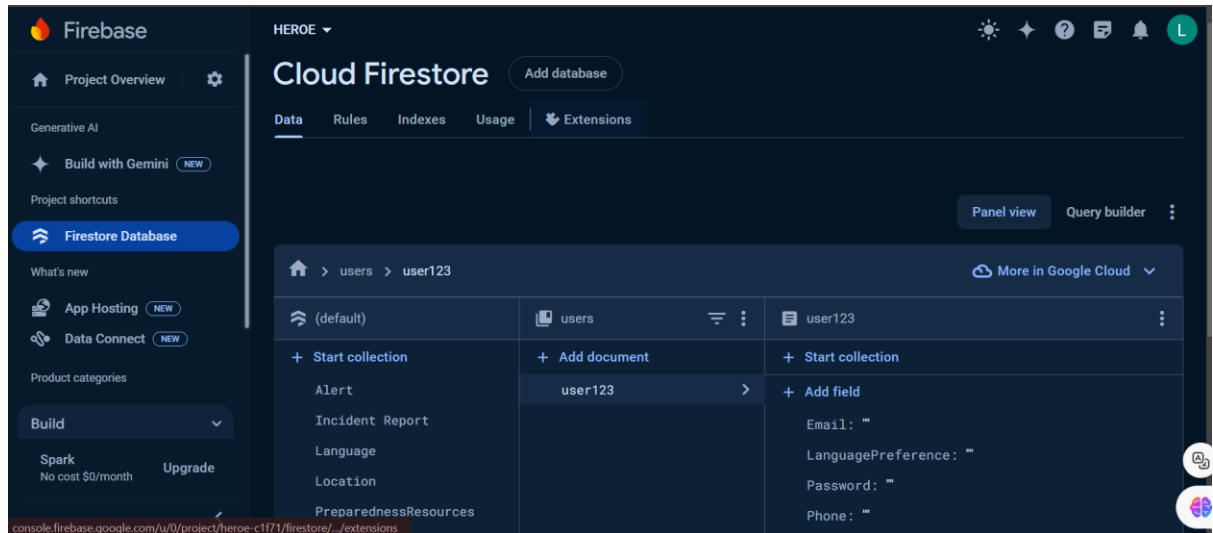 Firebase
HEROE
L
Project Overview
Cloud Firestore
Add database
Generative AI
Data Rules Indexes Usage Extensions
Build with Gemini NEW
Project shortcuts
Panel view Query builder
Firestore Database
What's new
users > user123
More in Google Cloud
App Hosting NEW
(default)
users
user123
Data Connect NEW
+ Start collection
+ Add document
+ Start collection
Product categories
Alert
user123 >
+ Add field
Build
Incident Report
Email: ""
Language
LanguagePreference: ""
Spark
No cost $0/month
Upgrade
Location
Password: ""
PreparednessResources
Phone: ""
console.firebase.google.com/u/0/project/heroe-c1f71/firestore/.../extensions